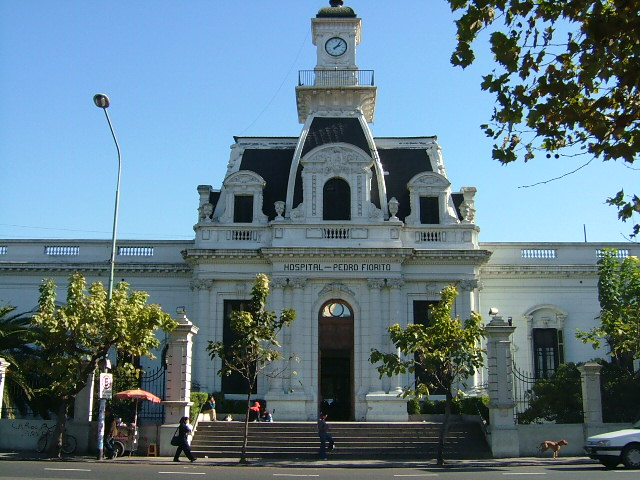 HOSPITAL — PEDRO FIORITO